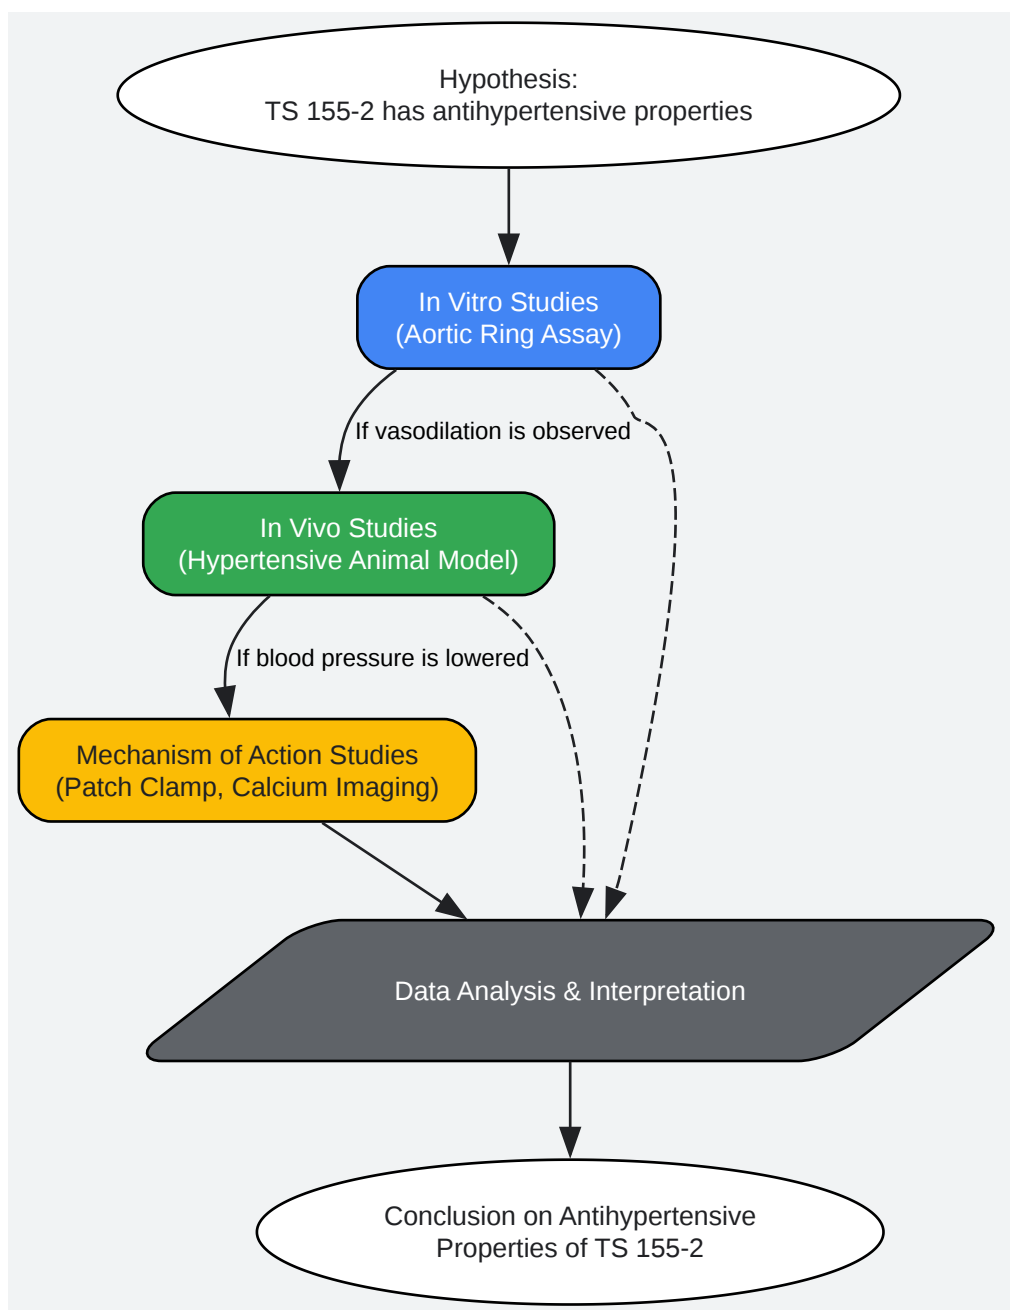 Hypothesis:
TS 155-2 has antihypertensive properties
In Vitro Studies
(Aortic Ring Assay)
If vasodilation is observed
In Vivo Studies
(Hypertensive Animal Model)
If blood pressure is lowered
Mechanism of Action Studies
(Patch Clamp, Calcium Imaging)
Data Analysis & Interpretation
Conclusion on Antihypertensive
Properties of TS 155-2